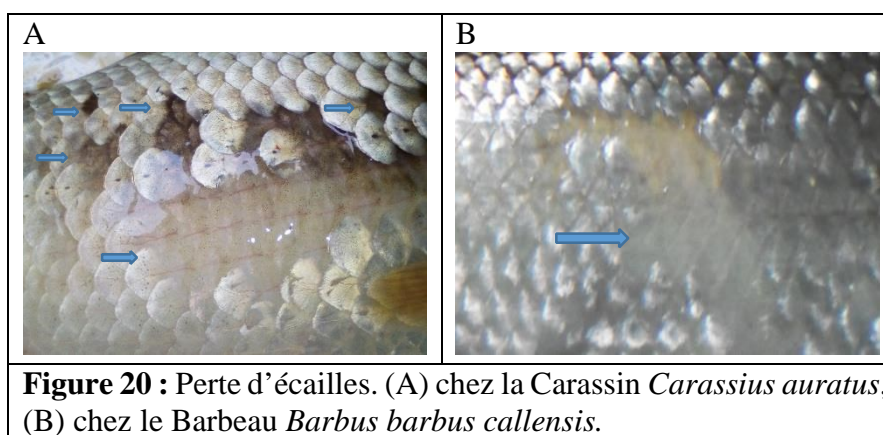 A
B
Figure 20 : Perte d’écailles. (A) chez la Carassin Carassius auratus,
(B) chez le Barbeau Barbus barbus callensis.